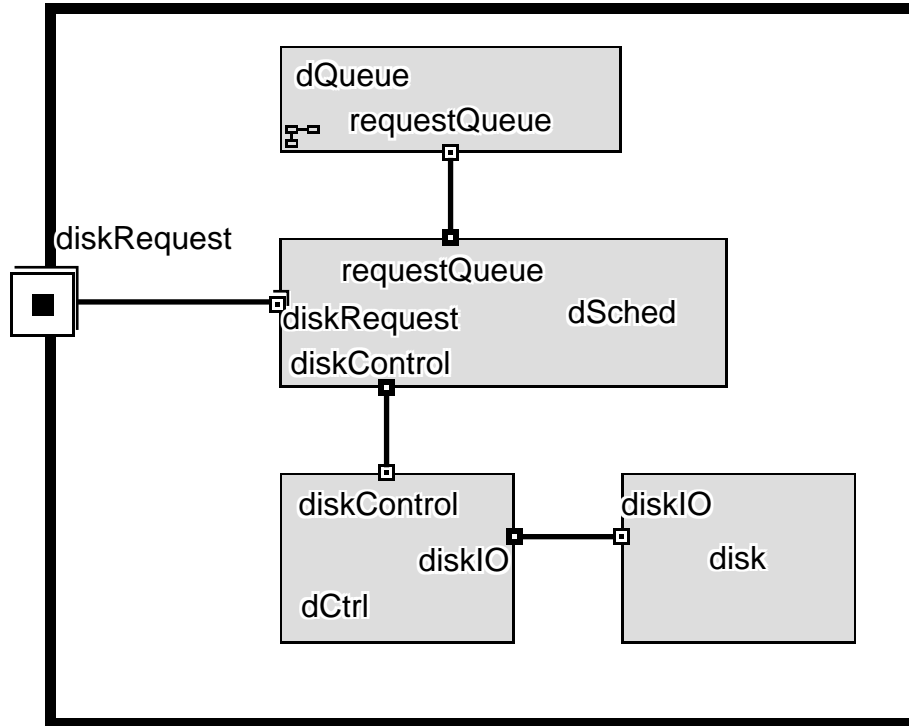 dQueue
requestQueue
diskRequest
requestQueue
diskRequest
dSched
diskControl
diskControl
diskIO
diskIO
disk
dCtrl